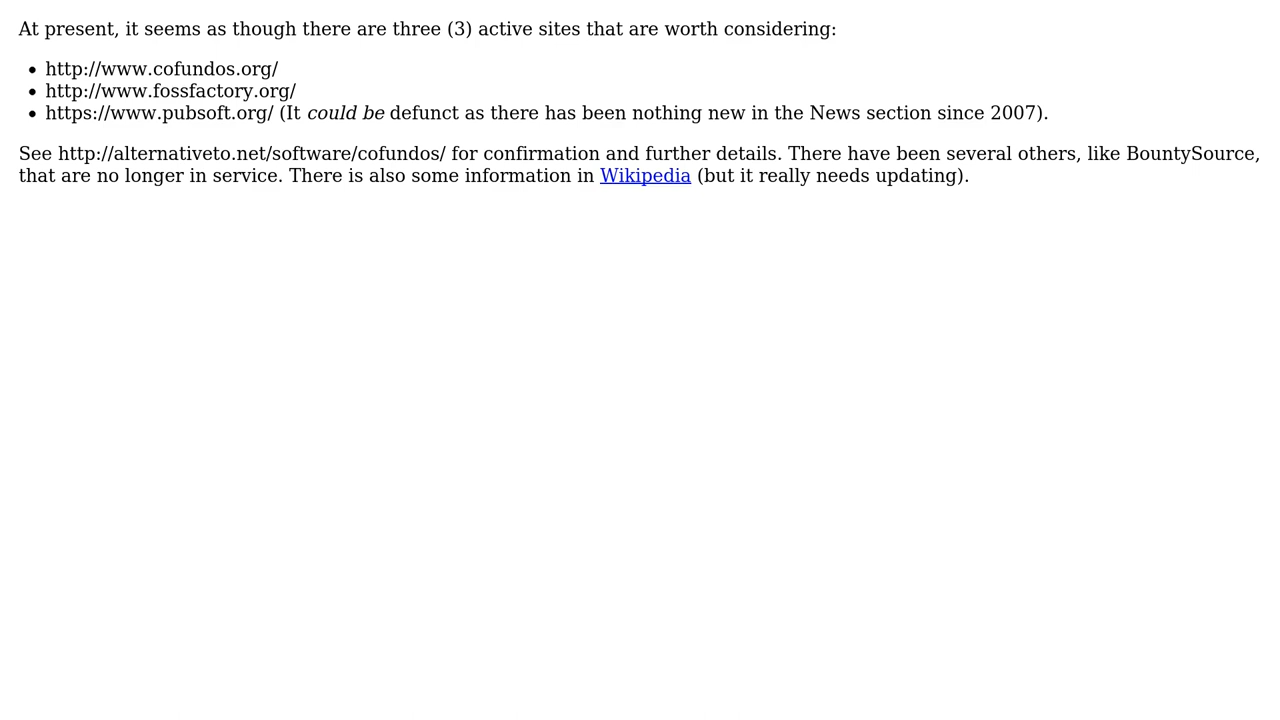 At present, it seems as though there are three (3) active sites that are worth considering:
• http://www.cofundos.org/
• http://www.fossfactory.org/
• https://www.pubsoft.org/ (It could be defunct as there has been nothing new in the News section since 2007).
See http://alternativeto.net/software/cofundos/ for confirmation and further details. There have been several others, like BountySource,
that are no longer in service. There is also some information in Wikipedia (but it really needs updating).